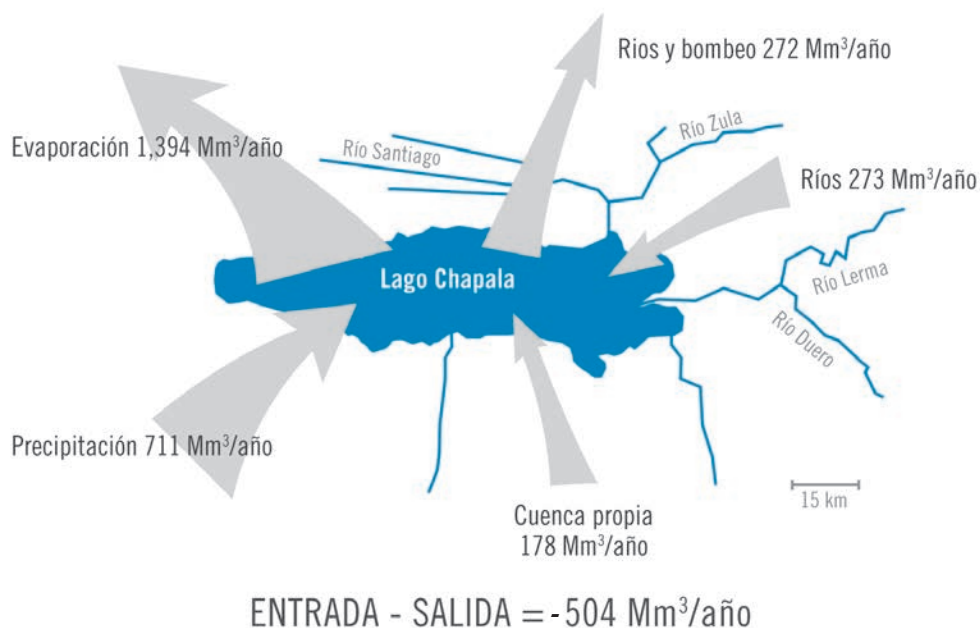 Rios y bombeo 272 Mm³/año
Río Zula
Evaporación 1,394 Mm³/año
Río Santiago
Ríos 273 Mm³/año
Lago Chapala
Río Lerma
Río Duero
Precipitación 711 Mm³/año
15 km
Cuenca propia
178 Mm³/año
ENTRADA - SALIDA = -504 Mm³/año